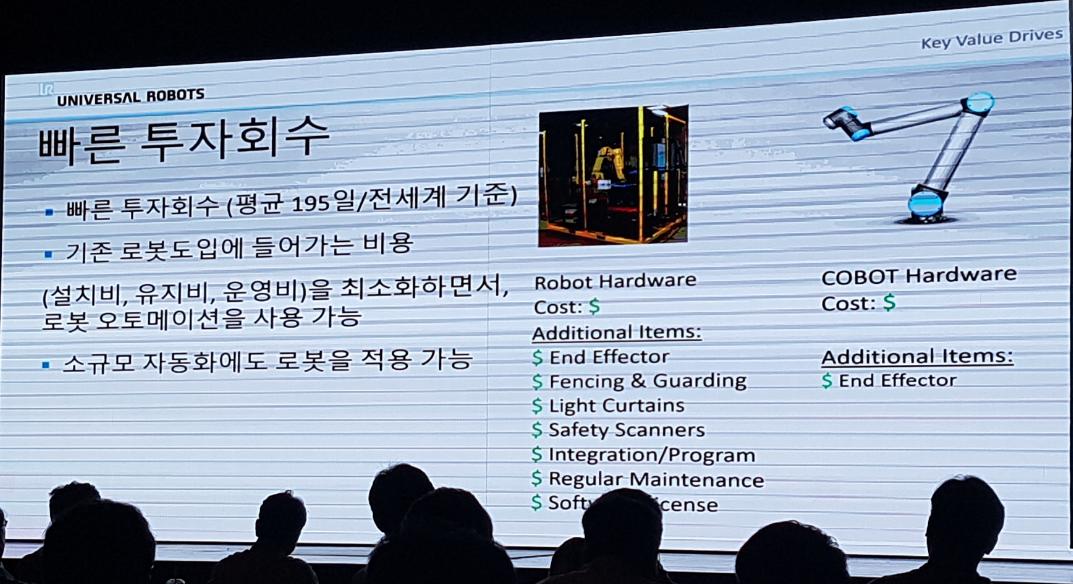 Key Value Drives
UR
UNIVERSAL ROBOTS
빠른 투자회수
▪ 빠른 투자회수 (평균 195일/전세계 기준)
▪ 기존 로봇도입에 들어가는 비용
(설치비, 유지비, 운영비)을 최소화하면서,
로봇 오토메이션을 사용 가능
▪ 소규모 자동화에도 로봇을 적용 가능
Robot Hardware
Cost: $
Additional Items:
$ End Effector
$ Fencing & Guarding
$ Light Curtains
$ Safety Scanners
$ Integration/Program
$ Regular Maintenance
$
COBOT Hardware
Cost: $
Additional Items:
$ End Effector